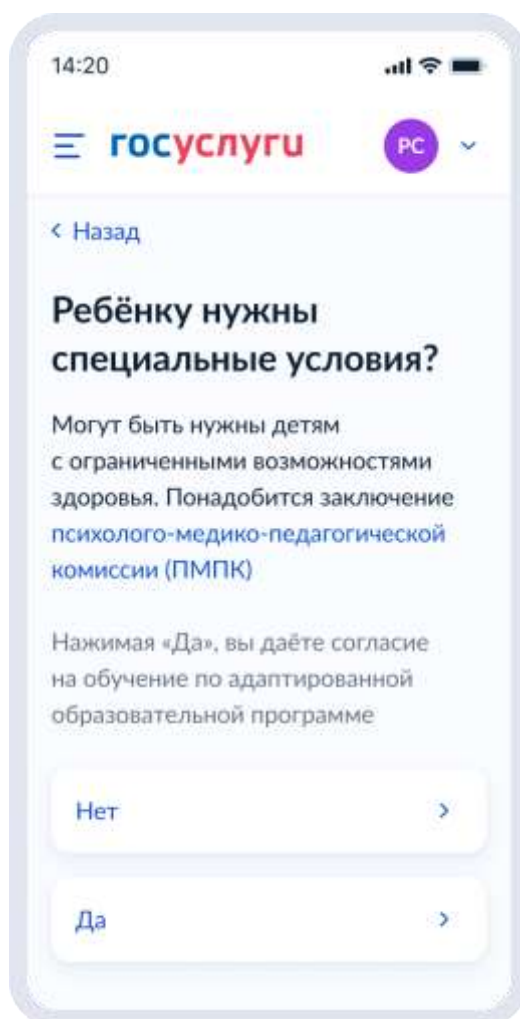 14:20
госуслуги
РС
Назад
Ребёнку нужны
специальные условия?
Могут быть нужны детям
с ограниченными возможностями
здоровья. Понадобится заключение
психолого-медико-педагогической
комиссии (ПМПК)
Нажимая «Да», вы даёте согласие
на обучение по адаптированной
образовательной программе
Нет
Да